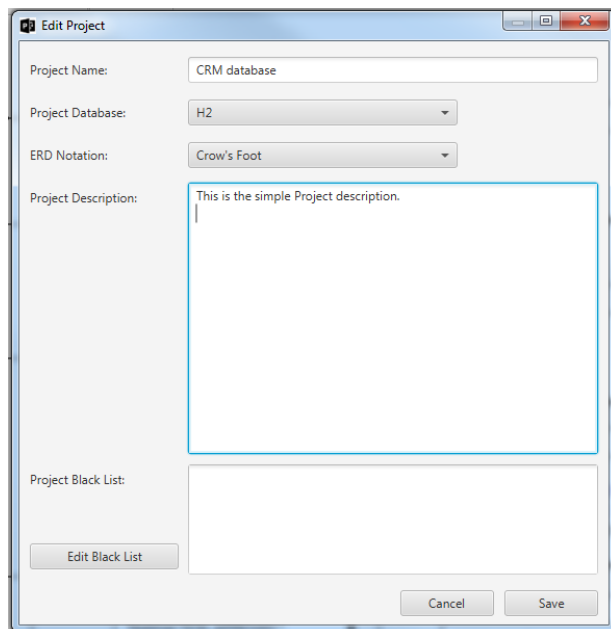 Edit Project
Project Name: CRM database
Project Database: H2
ERD Notation: Crow's Foot
Project Description: This is the simple Project description.
Project Black List:
Edit Black List
Cancel Save